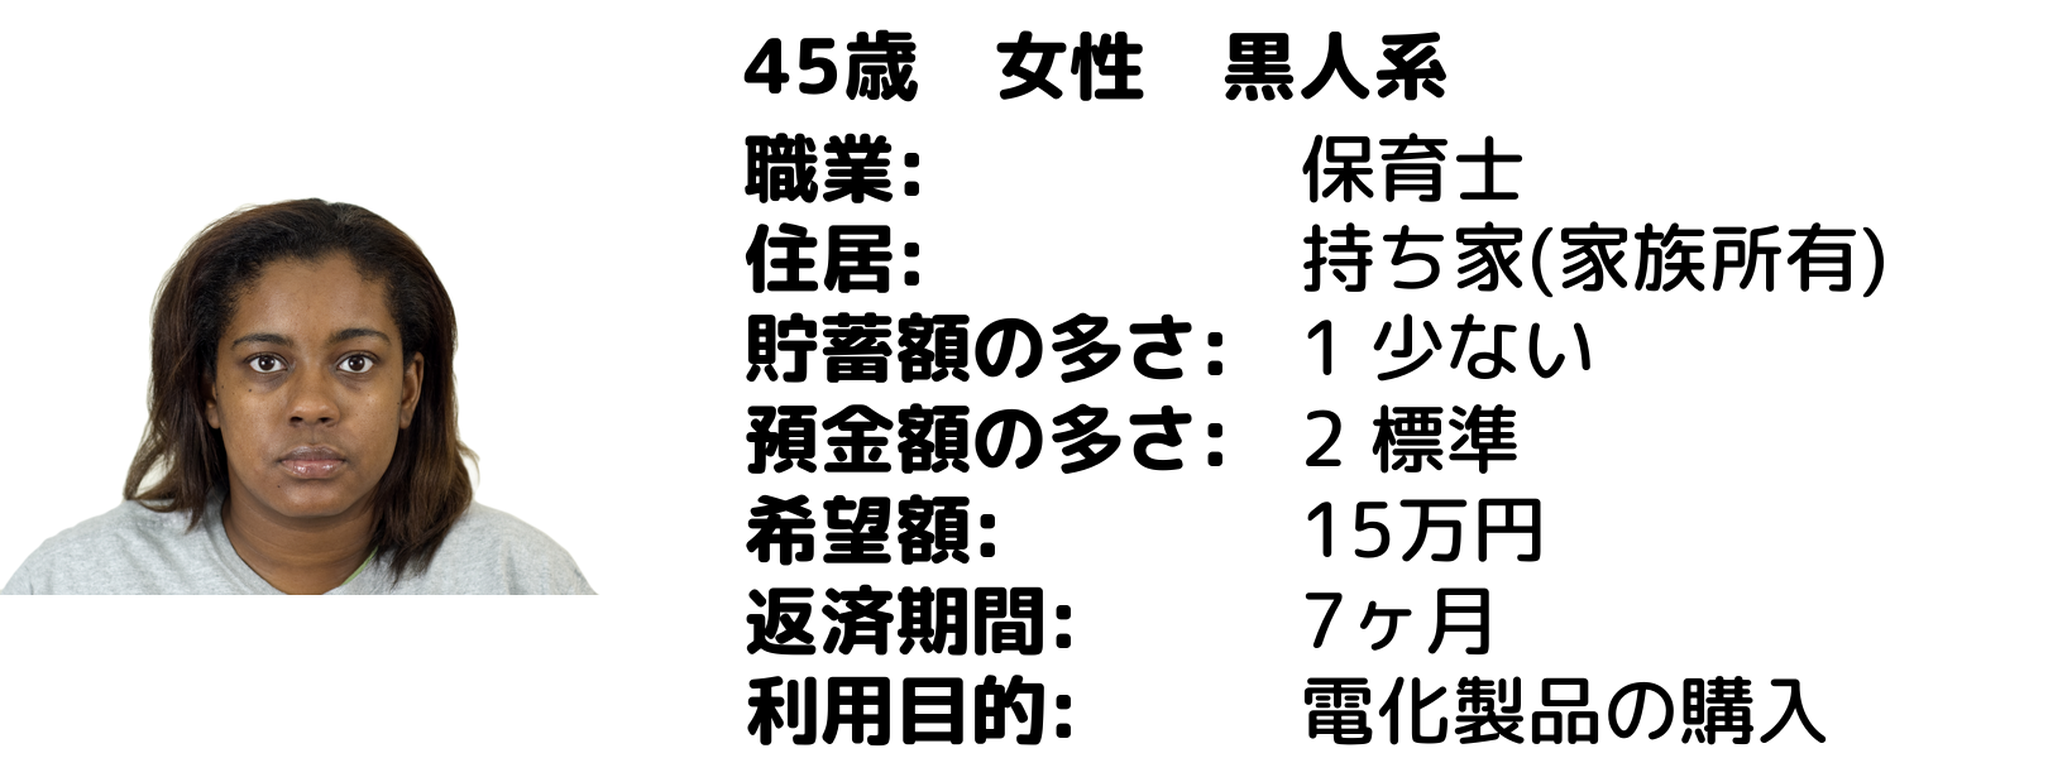 45歳　女性　黒人系
職業: 保育士
住居: 持ち家(家族所有)
貯蓄額の多さ: 1 少ない
預金額の多さ: 2 標準
希望額: 15万円
返済期間: 7ヶ月
利用目的: 電化製品の購入